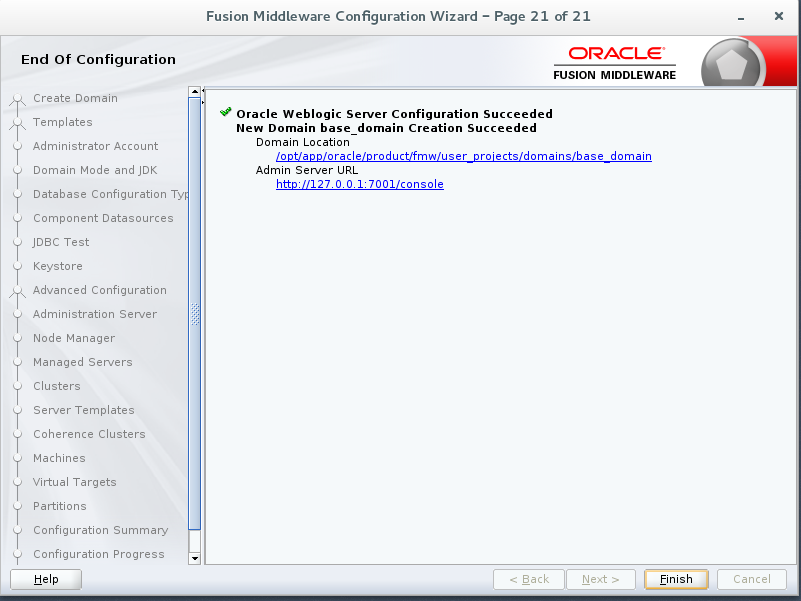 Fusion Middleware Configuration Wizard – Page 21 of 21
End Of Configuration
ORACLE
FUSION MIDDLEWARE
Create Domain
Templates
Administrator Account
Domain Mode and JDK
Database Configuration Typ
Component Datasources
JDBC Test
Keystore
Advanced Configuration
Administration Server
Node Manager
Managed Servers
Clusters
Server Templates
Coherence Clusters
Machines
Virtual Targets
Partitions
Configuration Summary
Configuration Progress
Oracle Weblogic Server Configuration Succeeded
New Domain base_domain Creation Succeeded
Domain Location
/opt/app/oracle/product/fmw/user_projects/domains/base_domain
Admin Server URL
http://127.0.0.1:7001/console
Help
< Back
Next >
Finish
Cancel